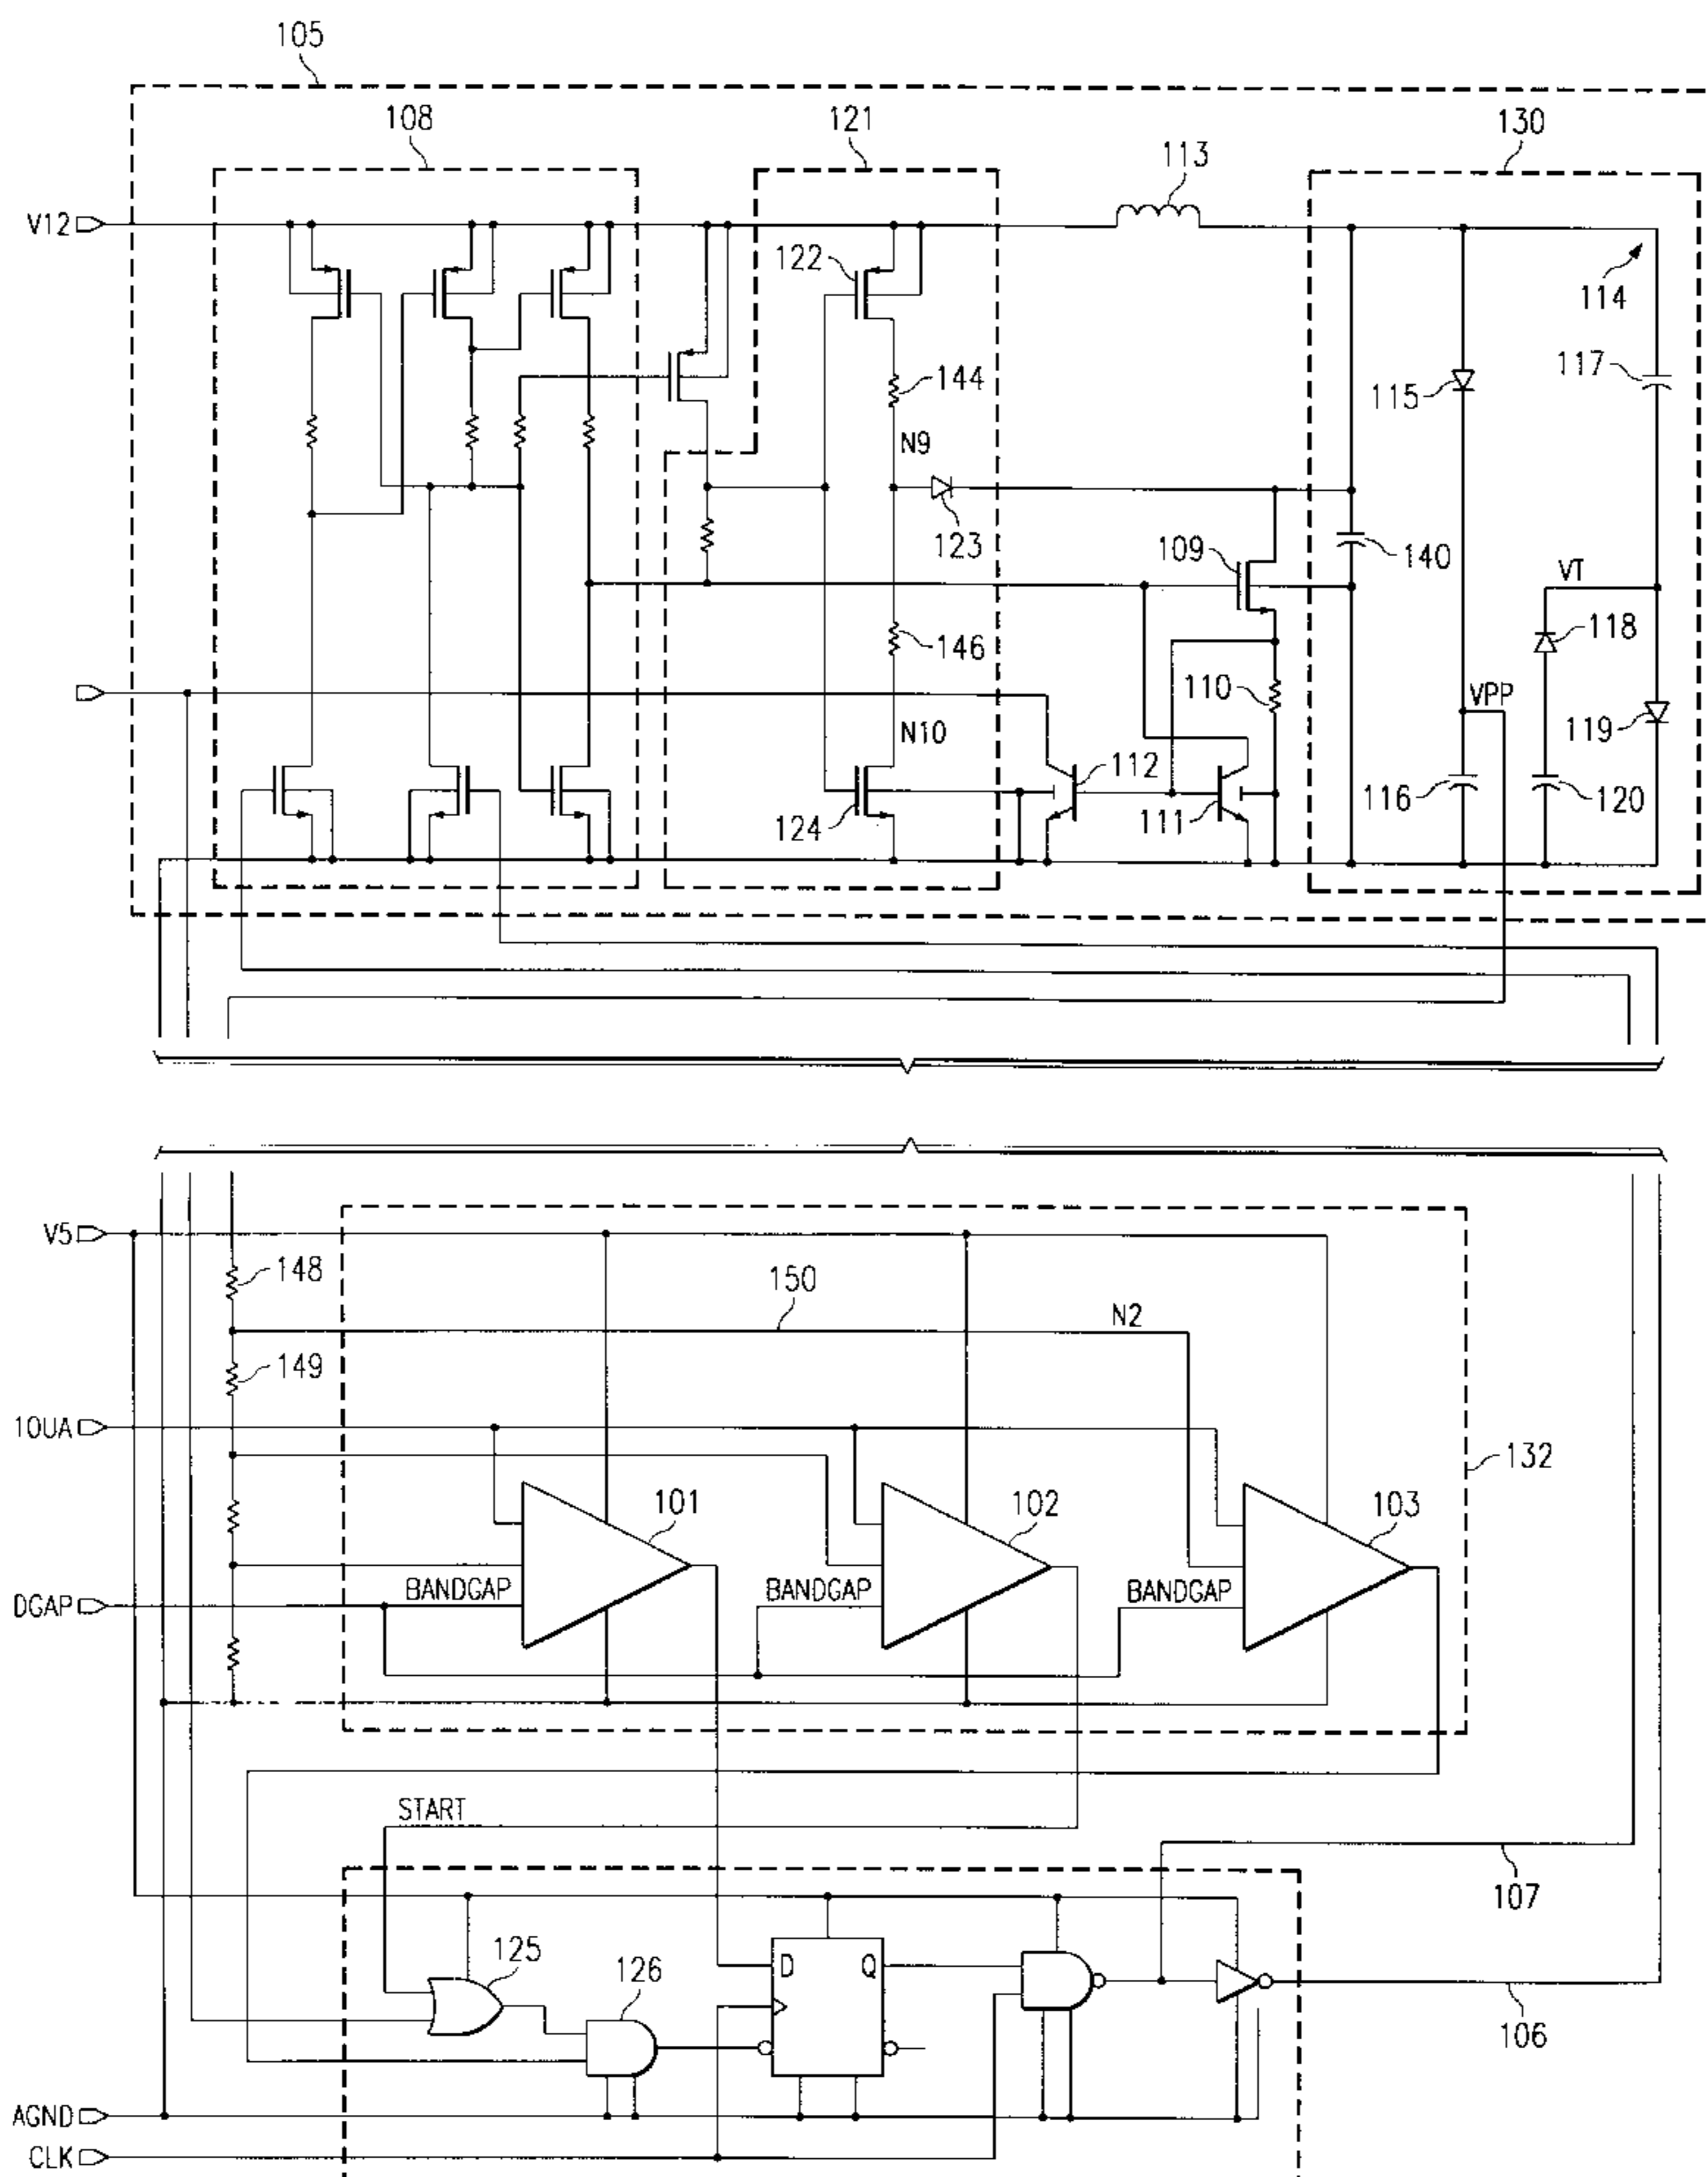 105
108
121
113
130
V12
122
114
144
115
117
N9
123
109
140
VT
118
146
110
VPP
119
N10
112
116
120
124
111
V5
148
150
N2
149
10UA
132
101
102
103
DGAP
BANDGAP
BANDGAP
BANDGAP
START
107
125
D
Q
126
106
AGND
CLK